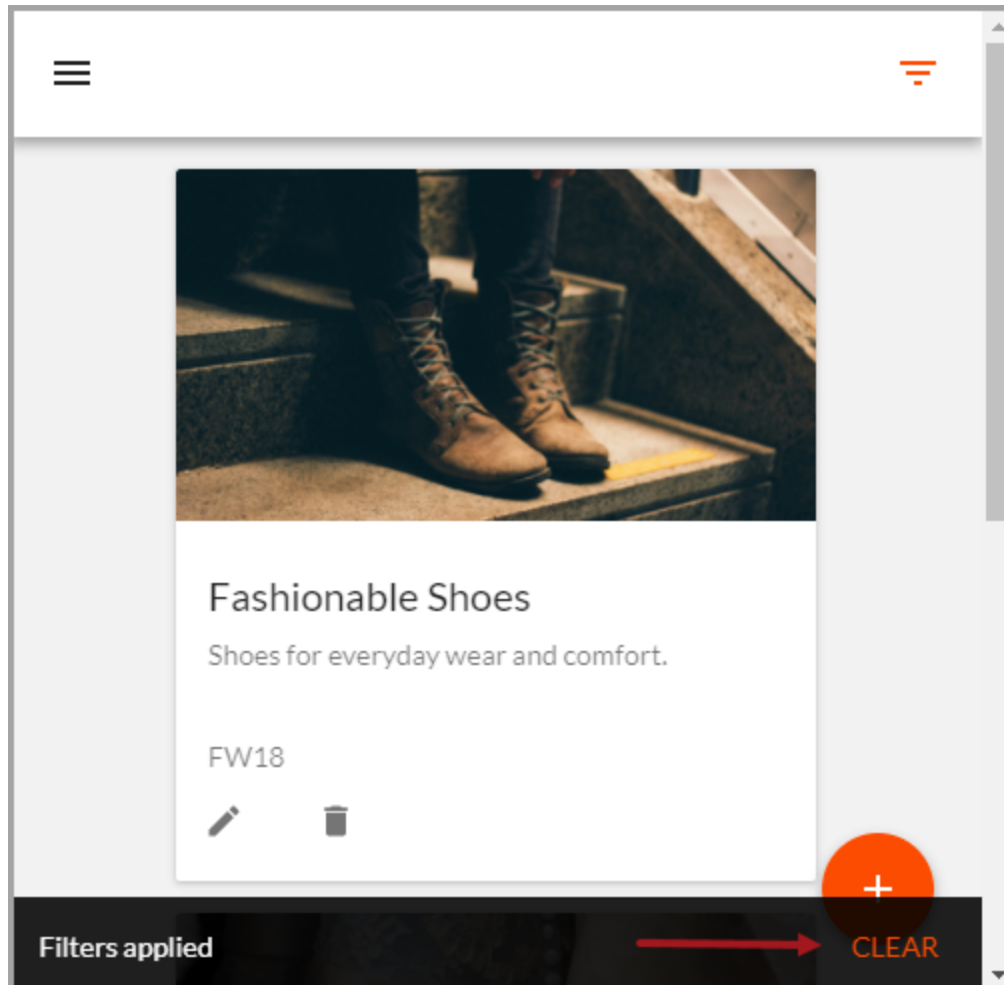 Fashionable Shoes
Shoes for everyday wear and comfort.
FW18
Filters applied
CLEAR